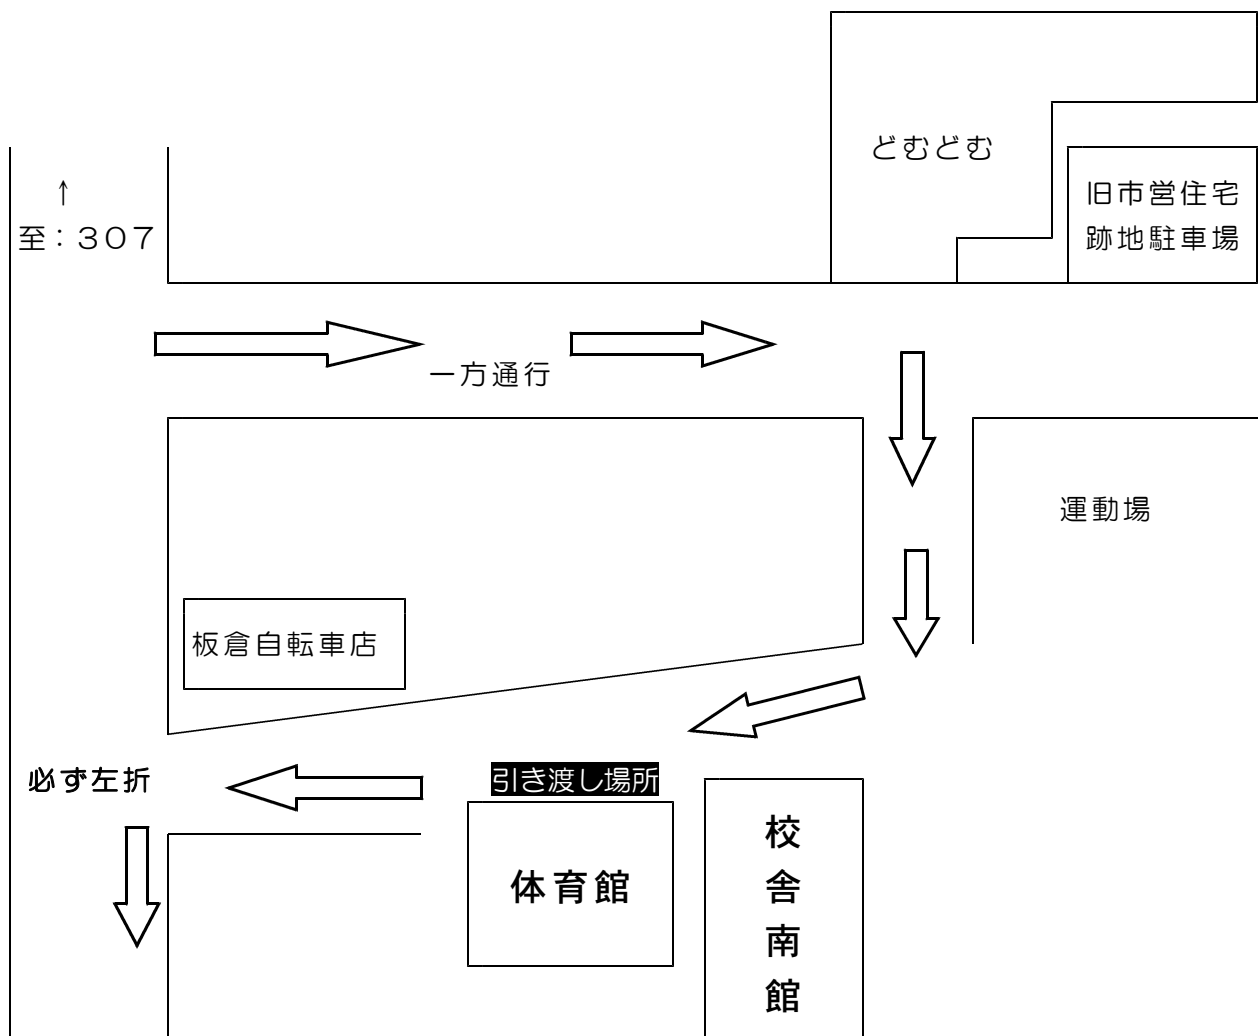 どむどむ
↑
至：３０７
旧市営住宅
跡地駐車場
一方通行
運動場
板倉自転車店
必ず左折
引き渡し場所
体育館
校舎南館